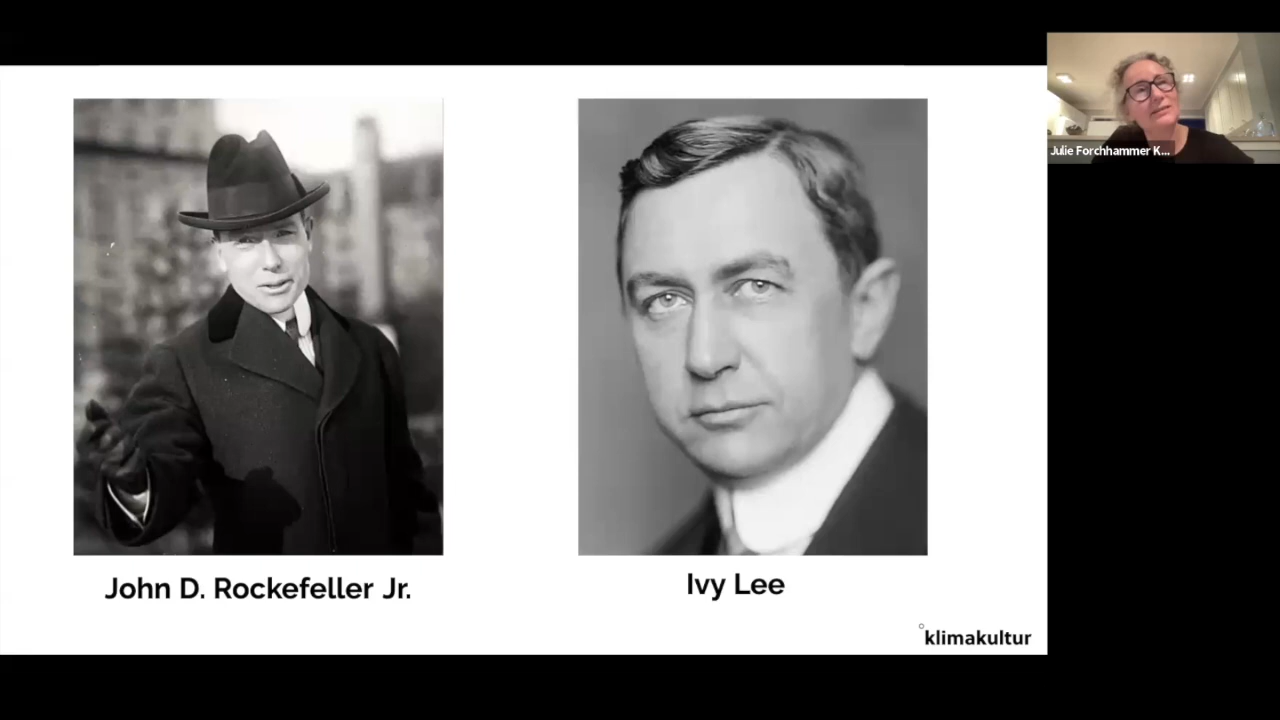 Julie Forchhammer K...
John D. Rockefeller Jr.
Ivy Lee
°klimakultur